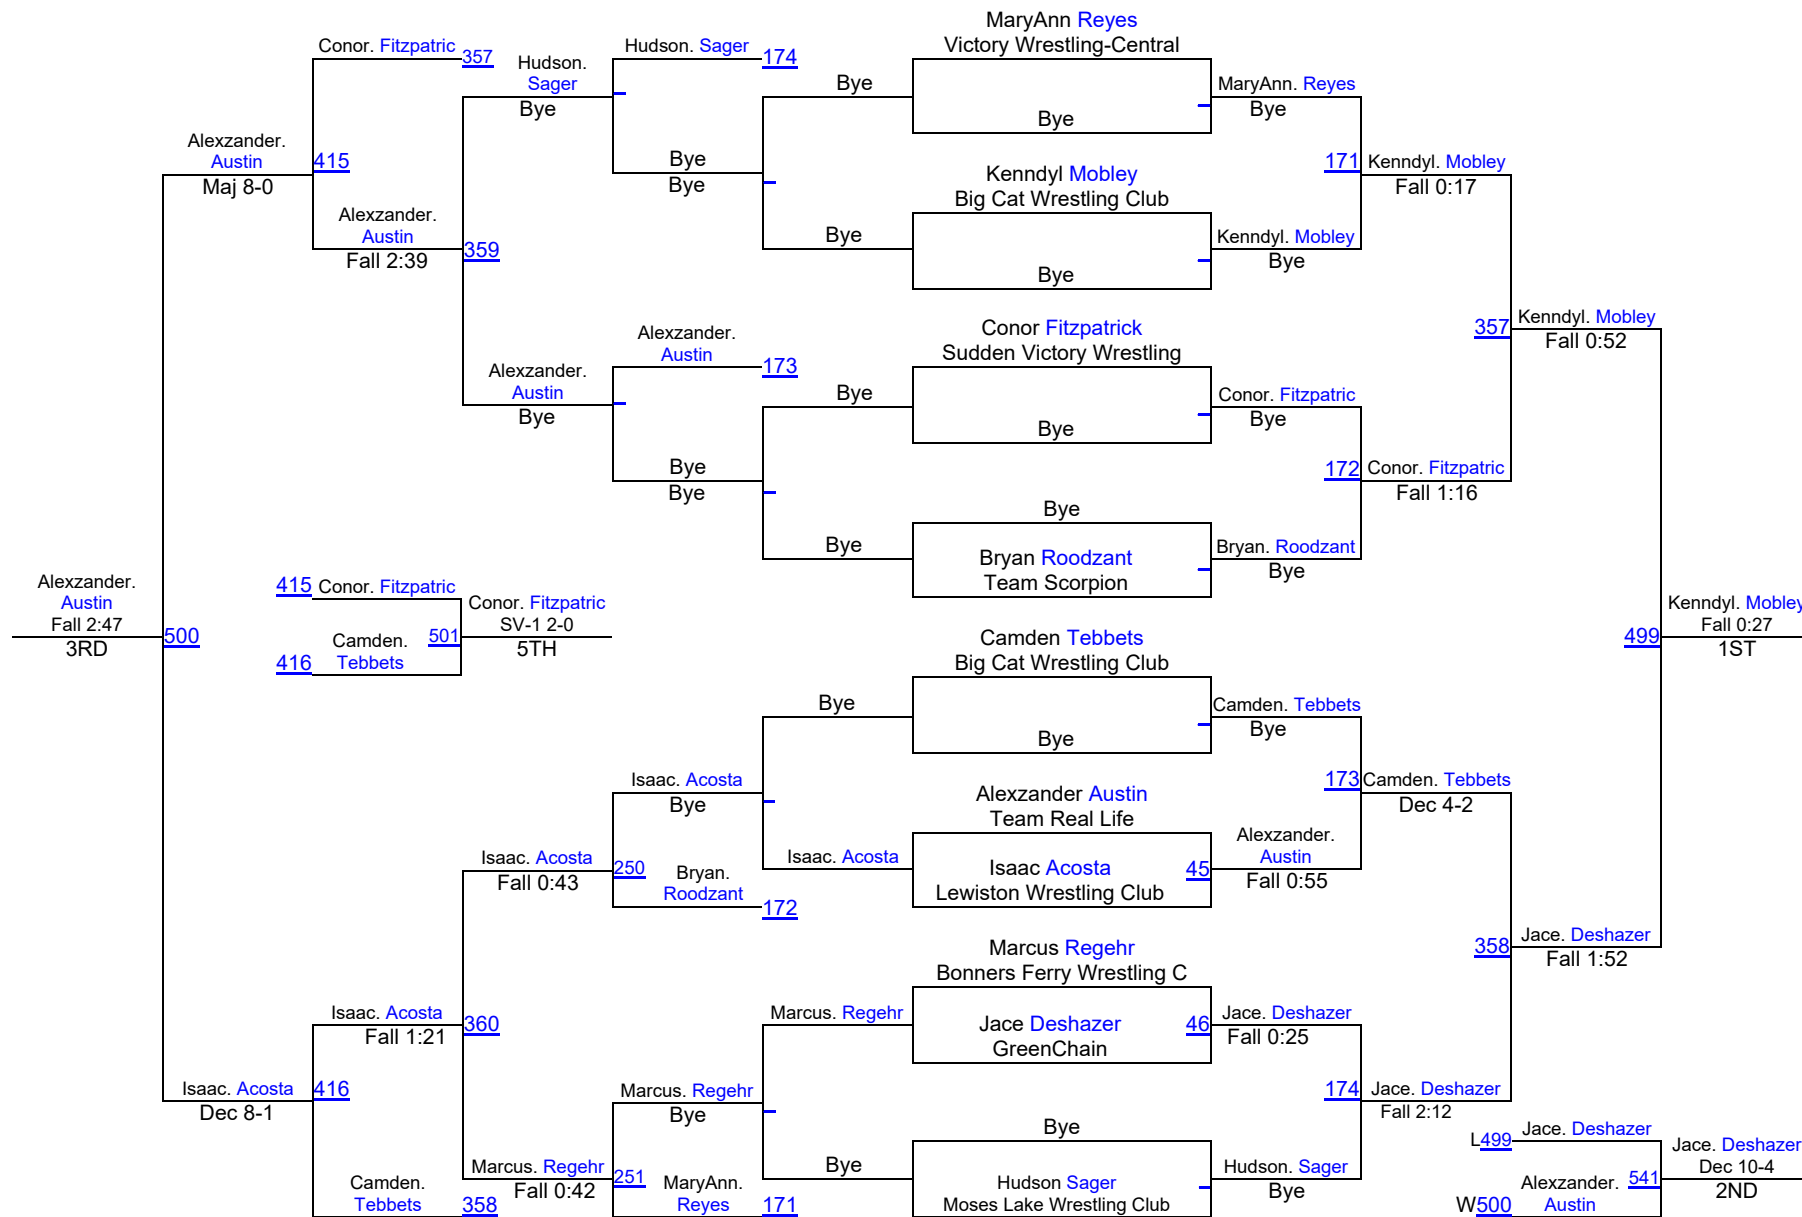 MaryAnn Reyes
Victory Wrestling-Central
Conor. Fitzpatric
357
Hudson. Sager
174
Hudson.
Sager
Bye
Bye
MaryAnn. Reyes
Bye
Bye
Alexzander.
Austin
415
Maj 8-0
Bye
Bye
Kenndyl Mobley
Big Cat Wrestling Club
171
Kenndyl. Mobley
Fall 0:17
Alexzander.
Austin
Fall 2:39
359
Bye
Kenndyl. Mobley
Bye
Bye
Alexzander.
Austin
173
Conor Fitzpatrick
Sudden Victory Wrestling
357
Kenndyl. Mobley
Fall 0:52
Alexzander.
Austin
Bye
Bye
Conor. Fitzpatric
Bye
Bye
Bye
Bye
172
Conor. Fitzpatric
Fall 1:16
Bye
Bye
Bryan Roodzant
Team Scorpion
Bryan. Roodzant
Bye
Alexzander.
Austin
Fall 2:47
3RD
500
415
Conor. Fitzpatric
Camden.
Tebbets
416
501
Conor. Fitzpatric
SV-1 2-0
5TH
Camden Tebbets
Big Cat Wrestling Club
499
Kenndyl. Mobley
Fall 0:27
1ST
Bye
Bye
Camden. Tebbets
Bye
Isaac. Acosta
Bye
Alexzander Austin
Team Real Life
173
Camden. Tebbets
Dec 4-2
Isaac. Acosta
Fall 0:43
250
Bryan.
Roodzant
172
Isaac. Acosta
Isaac Acosta
Lewiston Wrestling Club
45
Alexzander.
Austin
Fall 0:55
Marcus Regehr
Bonners Ferry Wrestling C
358
Jace. Deshazer
Fall 1:52
Isaac. Acosta
Fall 1:21
360
Marcus. Regehr
Jace Deshazer
GreenChain
46
Jace. Deshazer
Fall 0:25
Isaac. Acosta
Dec 8-1
416
Marcus. Regehr
Bye
174
Jace. Deshazer
Fall 2:12
Bye
Camden.
Tebbets
358
Marcus. Regehr
Fall 0:42
251
MaryAnn.
Reyes
171
Bye
Hudson Sager
Moses Lake Wrestling Club
Hudson. Sager
Bye
L499
Jace. Deshazer
W500
Alexzander.
Austin
541
Jace. Deshazer
Dec 10-4
2ND